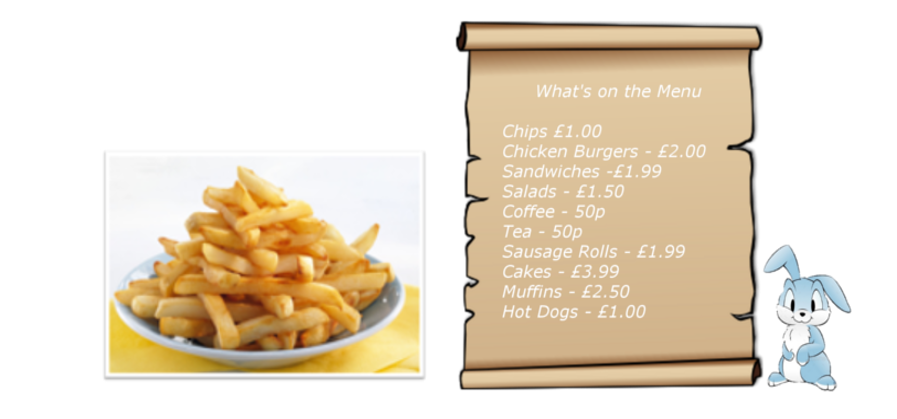 What's on the Menu
Chips £1.00
Chicken Burgers - £2.00
Sandwiches -£1.99
Salads - £1.50
Coffee - 50p
Tea - 50p
Sausage Rolls - £1.99
Cakes - £3.99
Muffins - £2.50
Hot Dogs - £1.00